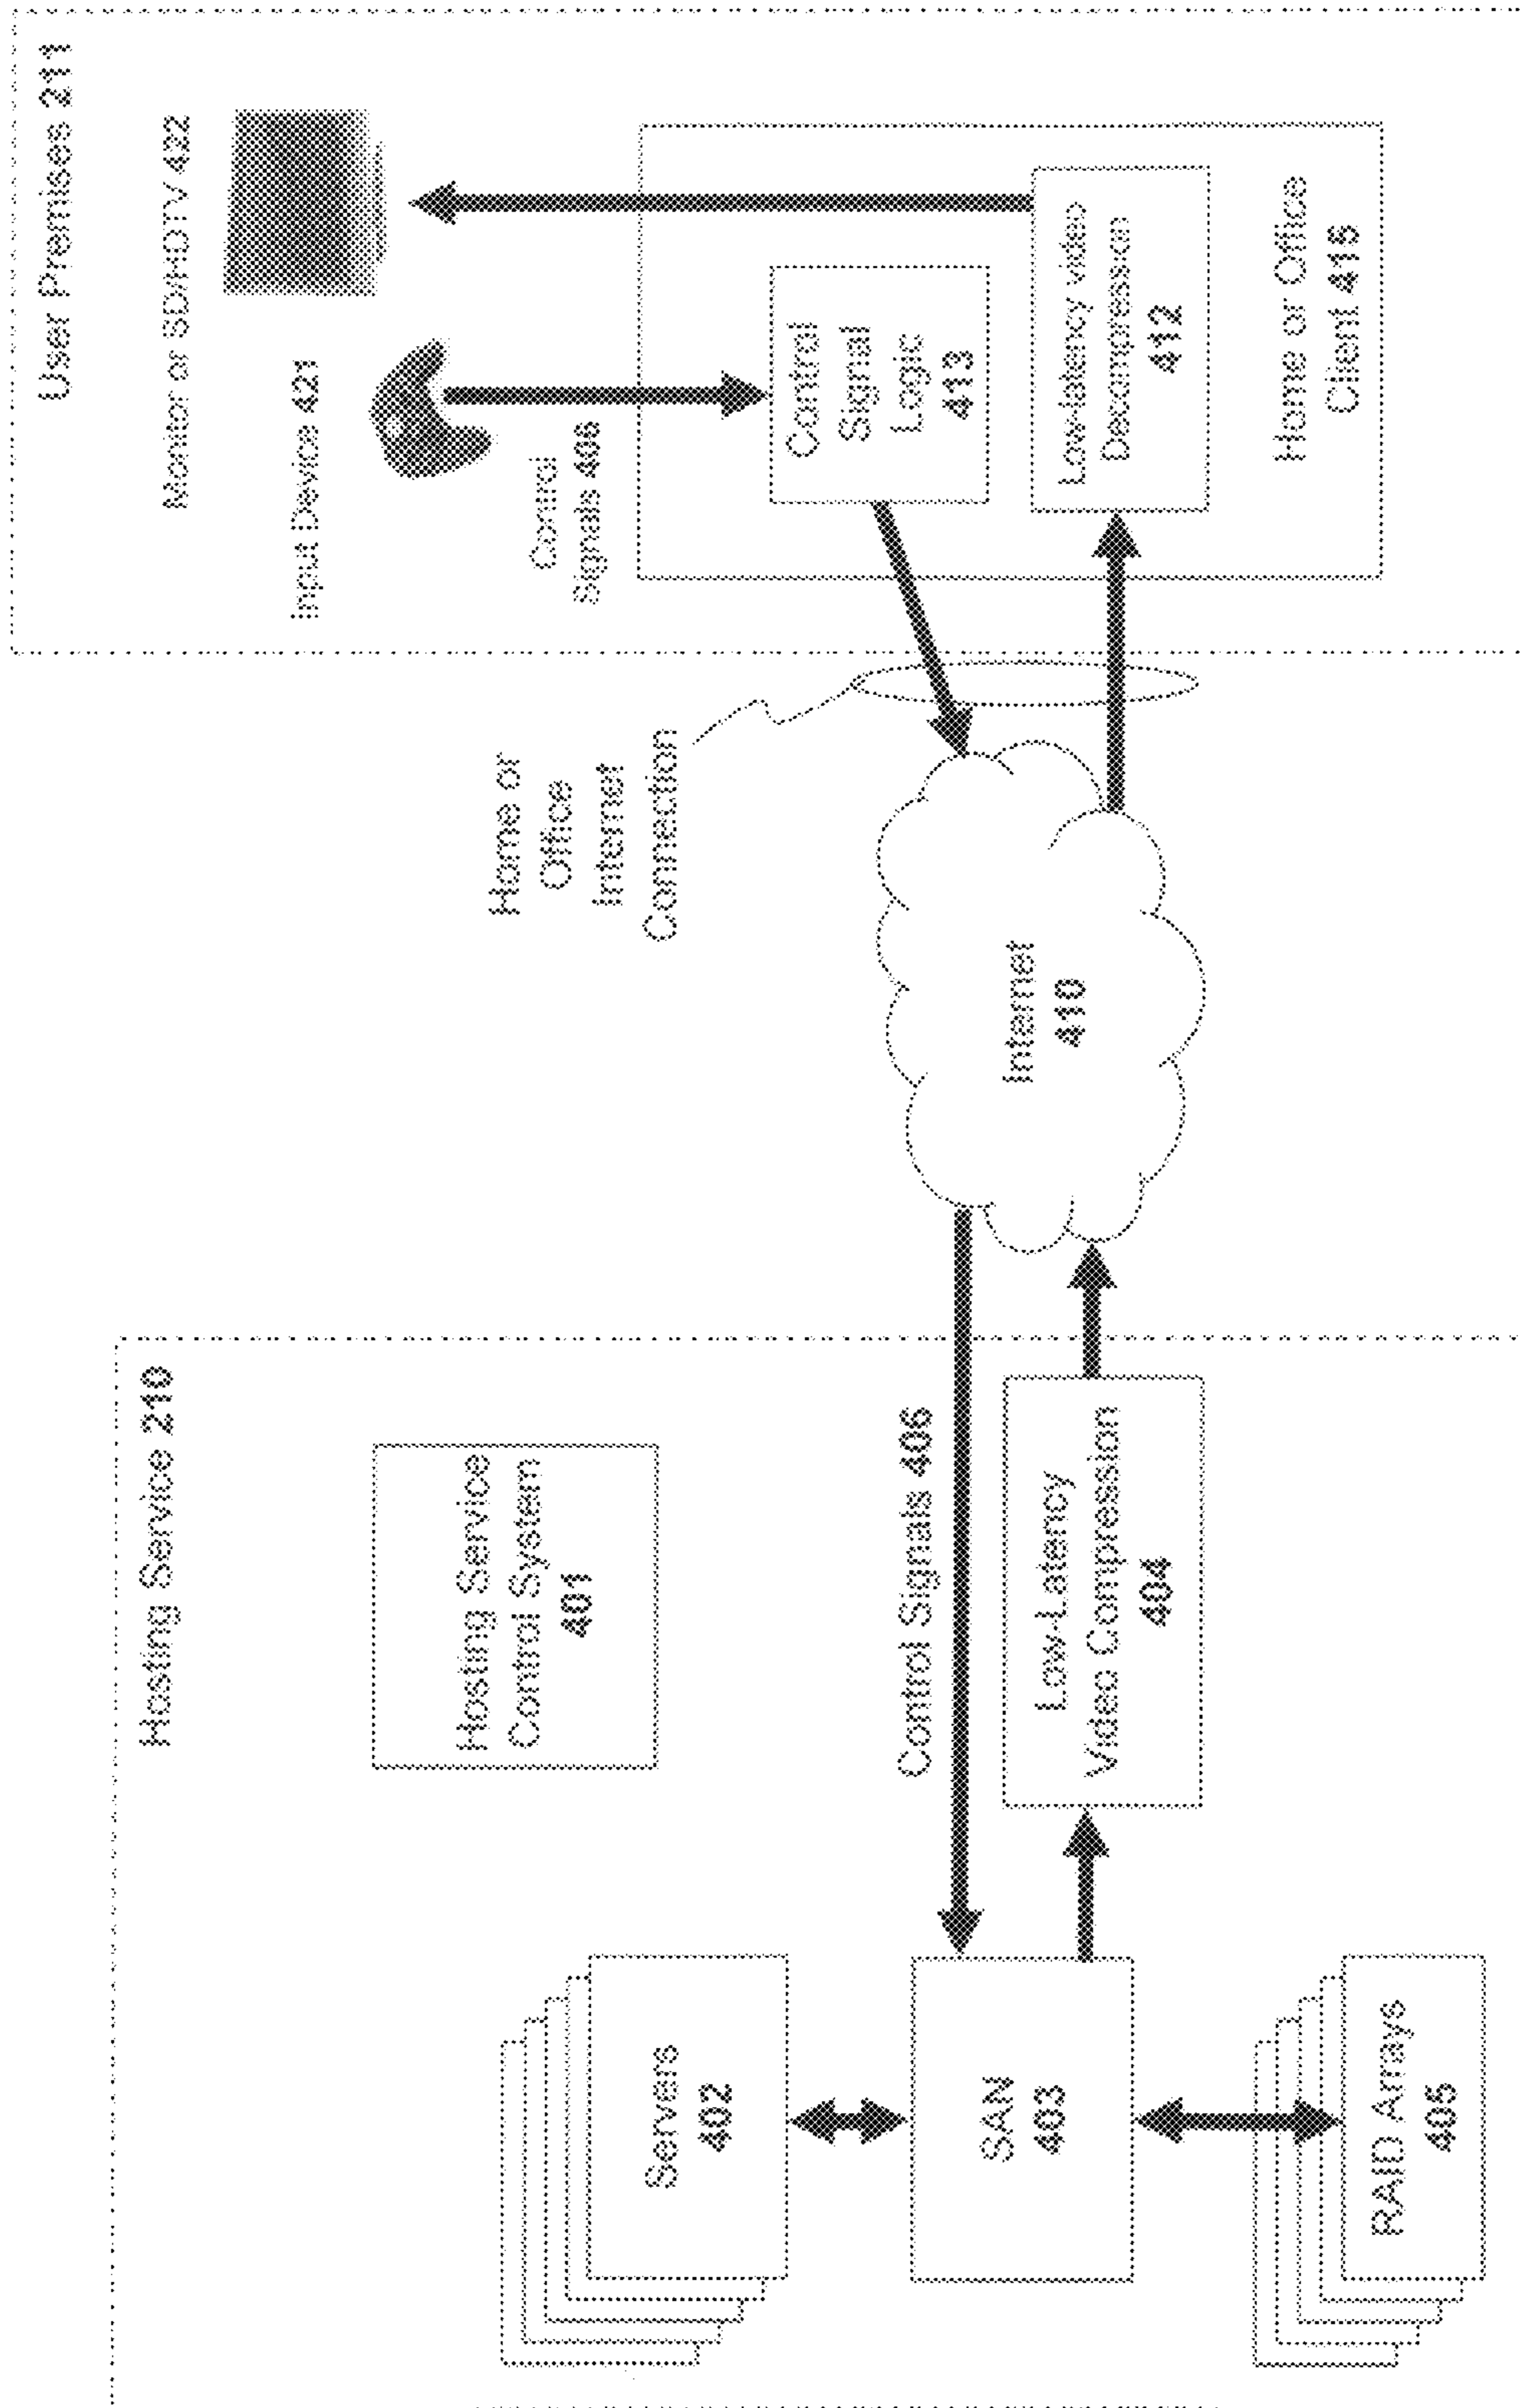 Hosting Service 210
Hosting Service
Control System
401
Servers
402
SAN
403
RAID Arrays
405
Control Signals 406
Low-Latency
Video Compression
404
Internet
410
Home or
Office
Internet
Connection
User Premises 211
Monitor or SD/HDTV 422
Input Device 421
Control
Signals 406
Control
Signal
Logic
413
Low-latency video
Decompression
412
Home or Office
Client 415